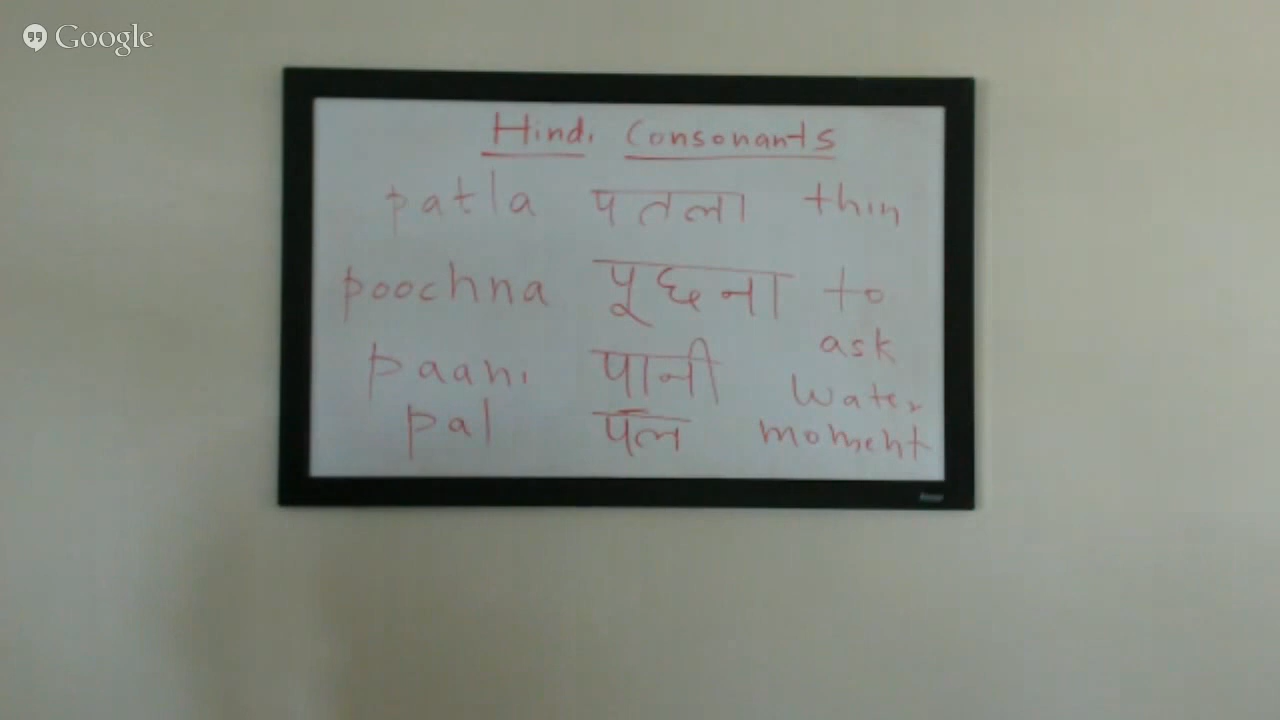 Google
Hindi Consonants
patla पतला thin
poochna पूछना to
ask
paani पानी
water
pal पल moment